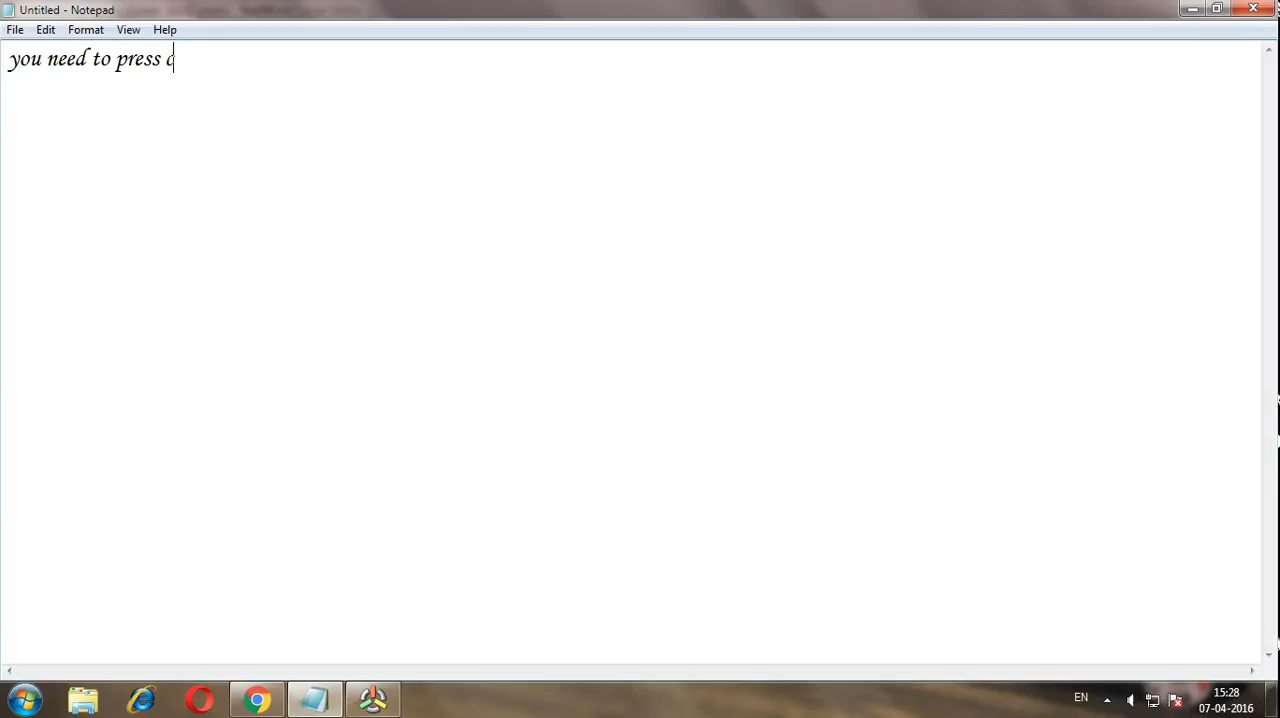 Untitled - Notepad
File Edit Format View Help
you need to press c
EN
15:28
07-04-2016